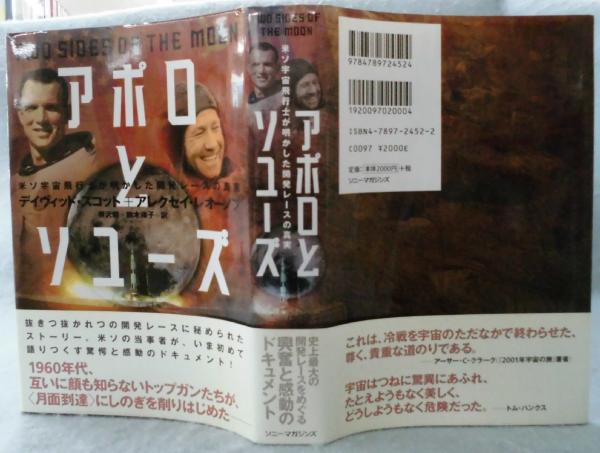 TWO SIDES OF THE MOON
アポロ
と
ソユーズ
米ソ宇宙飛行士が明かした開発レースの真実
デイヴィッド・スコット＋アレクセイ・レオーノフ
抜きつ抜かれつの開発レースに秘められた
ストーリー。米ソの当事者が、いま初めて
語りつくす驚愕と感動のドキュメント!
1960年代、
互いに顔も知らないトップガンたちが、
〈月面到達〉にしのぎを削りはじめた――
TWO SIDES OF
THE MOON
米ソ宇宙飛行士が明かした開発レースの真実
アポロと
ソユーズ
史上最大の
開発レースをめぐる
興奮と感動の
ドキュメント
ソニー・マガジンズ
9784789724524
1920097020004
ISBN4-7897-2452-2
C0097 ¥2000E
定価○本体2000円+税
ソニー・マガジンズ
これは、冷戦を宇宙のただなかで終わらせた、
尊く、貴重な道のりである。
――アーサー・C・クラーク(『2001年宇宙の旅』著者)
宇宙はつねに驚異にあふれ、
たとえようもなく美しく、
どうしようもなく危険だった。
――トム・ハンクス